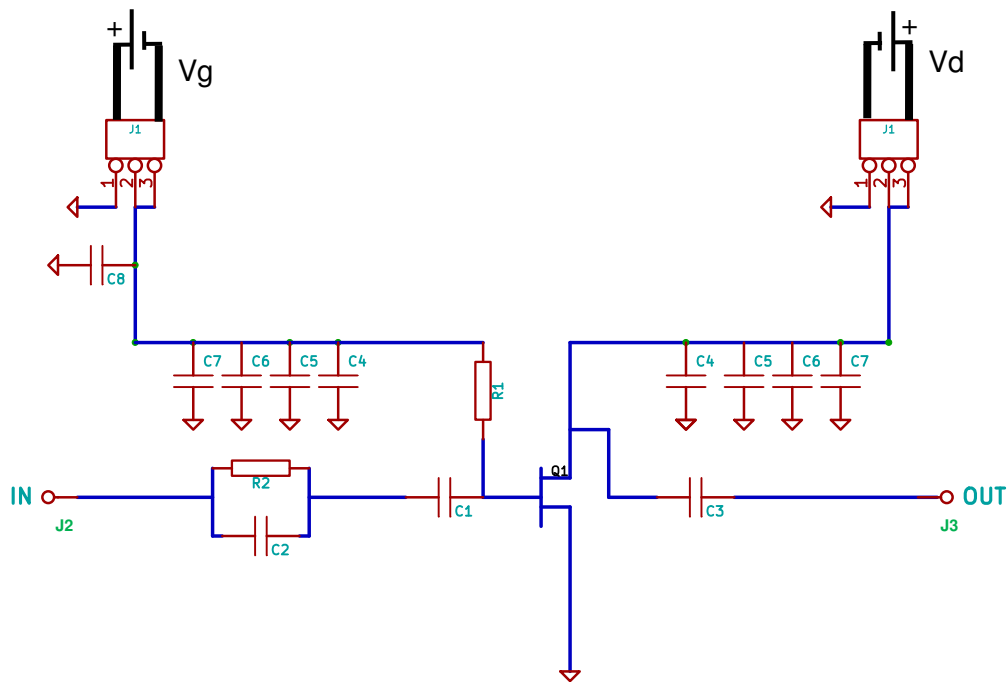 +
Vg
J1
1 2 3
+
Vd
J1
1 2 3
C8
C7 C6 C5 C4
R1
C4 C5 C6 C7
IN
J2
R2
C2
C1
Q1
C3
OUT
J3